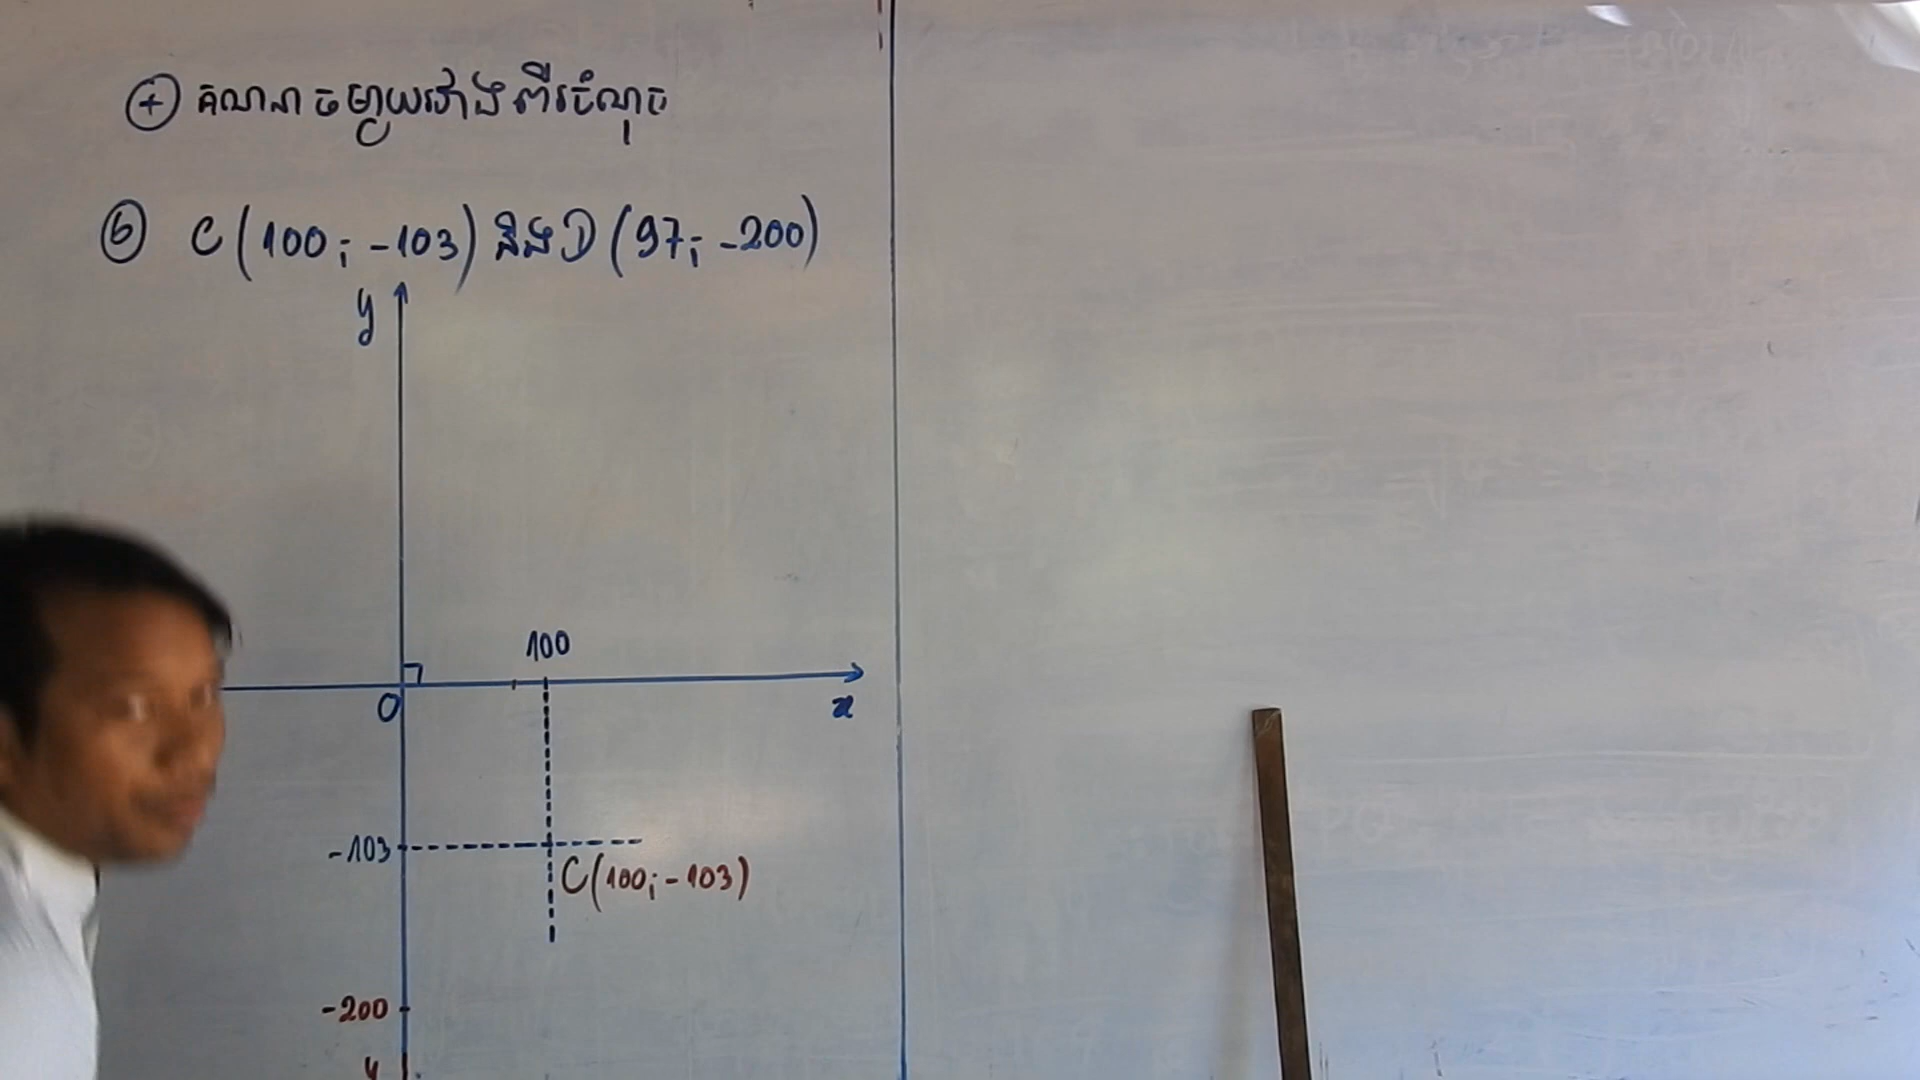 + គណនាចម្ងាយរវាងពីរចំណុច
៦ C(100; -103) និង D(97; -200)
y
100
O
x
-103
C(100; -103)
-200
y'